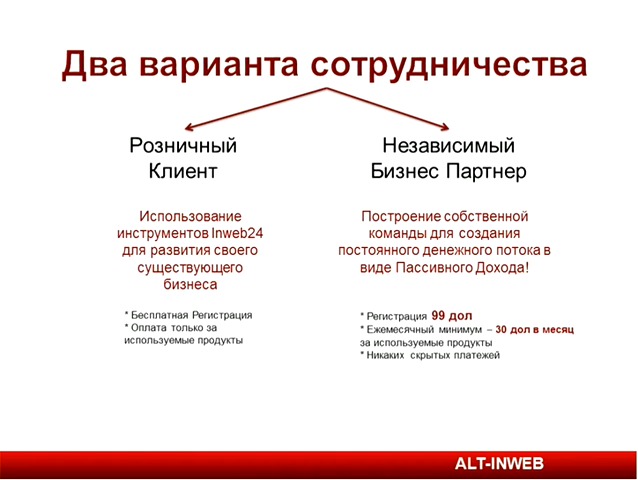 Два варианта сотрудничества
Розничный
Клиент
Использование
инструментов Inweb24
для развития своего
существующего
бизнеса
* Бесплатная Регистрация
* Оплата только за
используемые продукты
Независимый
Бизнес Партнер
Построение собственной
команды для создания
постоянного денежного потока в
виде Пассивного Дохода!
* Регистрация 99 дол
* Ежемесячный минимум – 30 дол в месяц
за используемые продукты
* Никаких скрытых платежей
ALT-INWEB